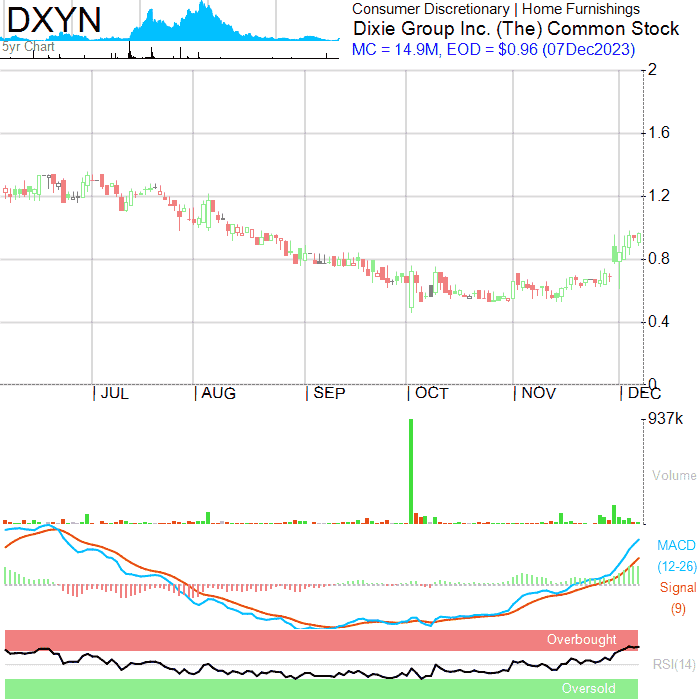 DXYN
5yr Chart
Consumer Discretionary | Home Furnishings
Dixie Group Inc. (The) Common Stock
MC = 14.9M, EOD = $0.96 (07Dec2023)
2
1.6
1.2
0.8
0.4
0
JUL AUG SEP OCT NOV DEC
937k
Volume
MACD
(12-26)
Signal
(9)
Overbought
RSI(14)
Oversold